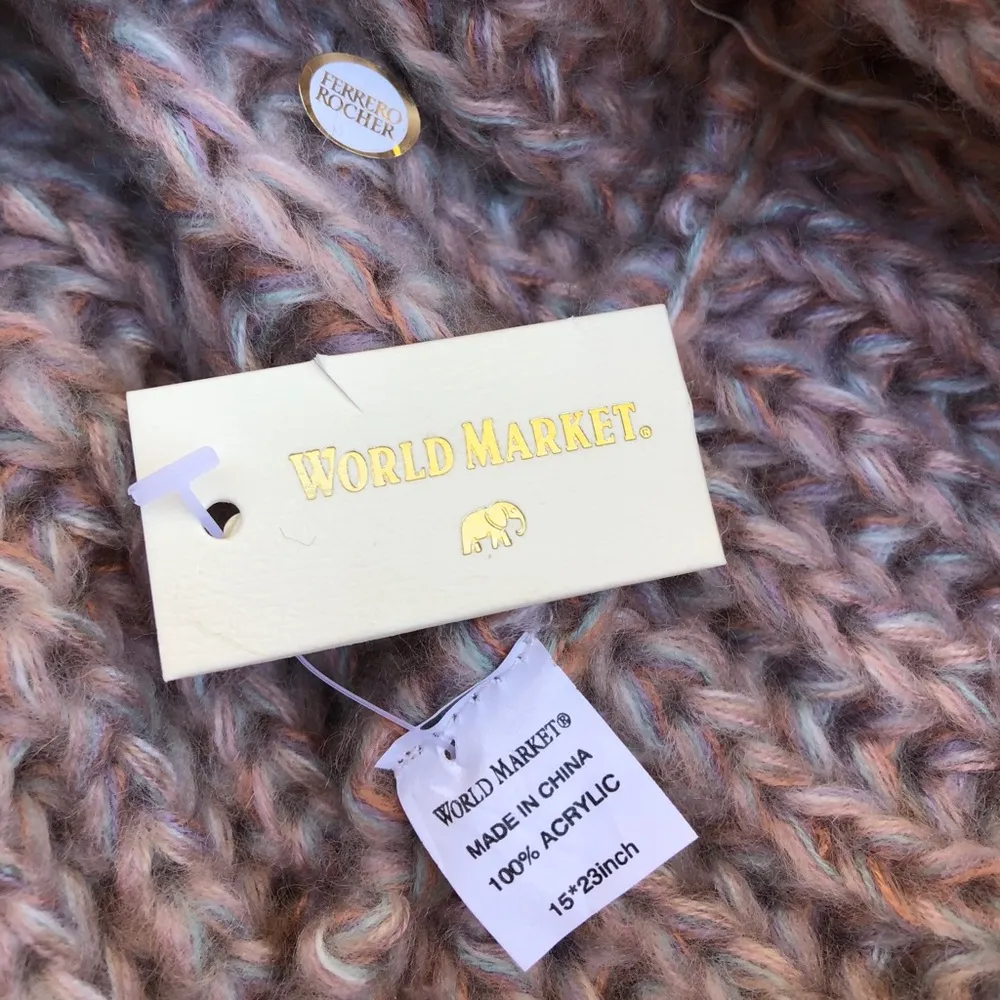 FERRERO
ROCHER
WORLD MARKET®
WORLD MARKET®
MADE IN CHINA
100% ACRYLIC
15*23inch